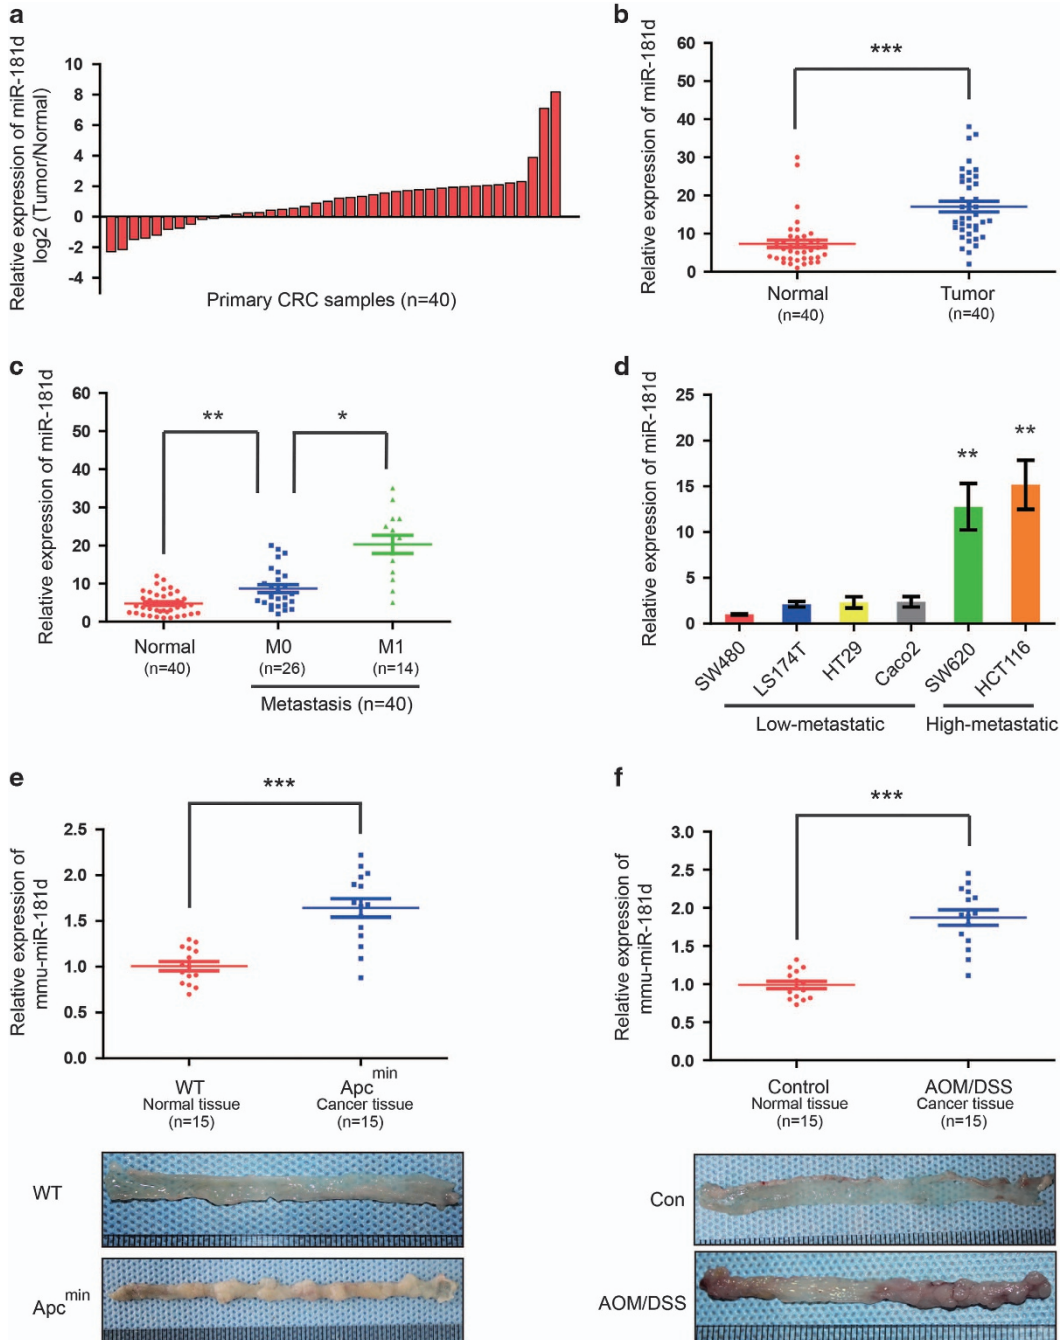 a
Relative expression of miR-181d
log2 (Tumor/Normal)
10
8
6
4
2
0
-2
-4
Primary CRC samples (n=40)
b
Relative expression of miR-181d
60
50
40
30
20
10
0
***
Normal
(n=40)
Tumor
(n=40)
c
Relative expression of miR-181d
60
50
40
30
20
10
0
**
*
Normal
(n=40)
M0
(n=26)
M1
(n=14)
Metastasis (n=40)
d
Relative expression of miR-181d
25
20
15
10
5
0
**
**
SW480
LS174T
HT29
Caco2
SW620
HCT116
Low-metastatic
High-metastatic
e
Relative expression of
mmu-miR-181d
2.5
2.0
1.5
1.0
0.5
0.0
***
WT
Normal tissue
(n=15)
Apc min
Cancer tissue
(n=15)
WT
Apc min
f
Relative expression of
mmu-miR-181d
3.0
2.5
2.0
1.5
1.0
0.5
0.0
***
Control
Normal tissue
(n=15)
AOM/DSS
Cancer tissue
(n=15)
Con
AOM/DSS